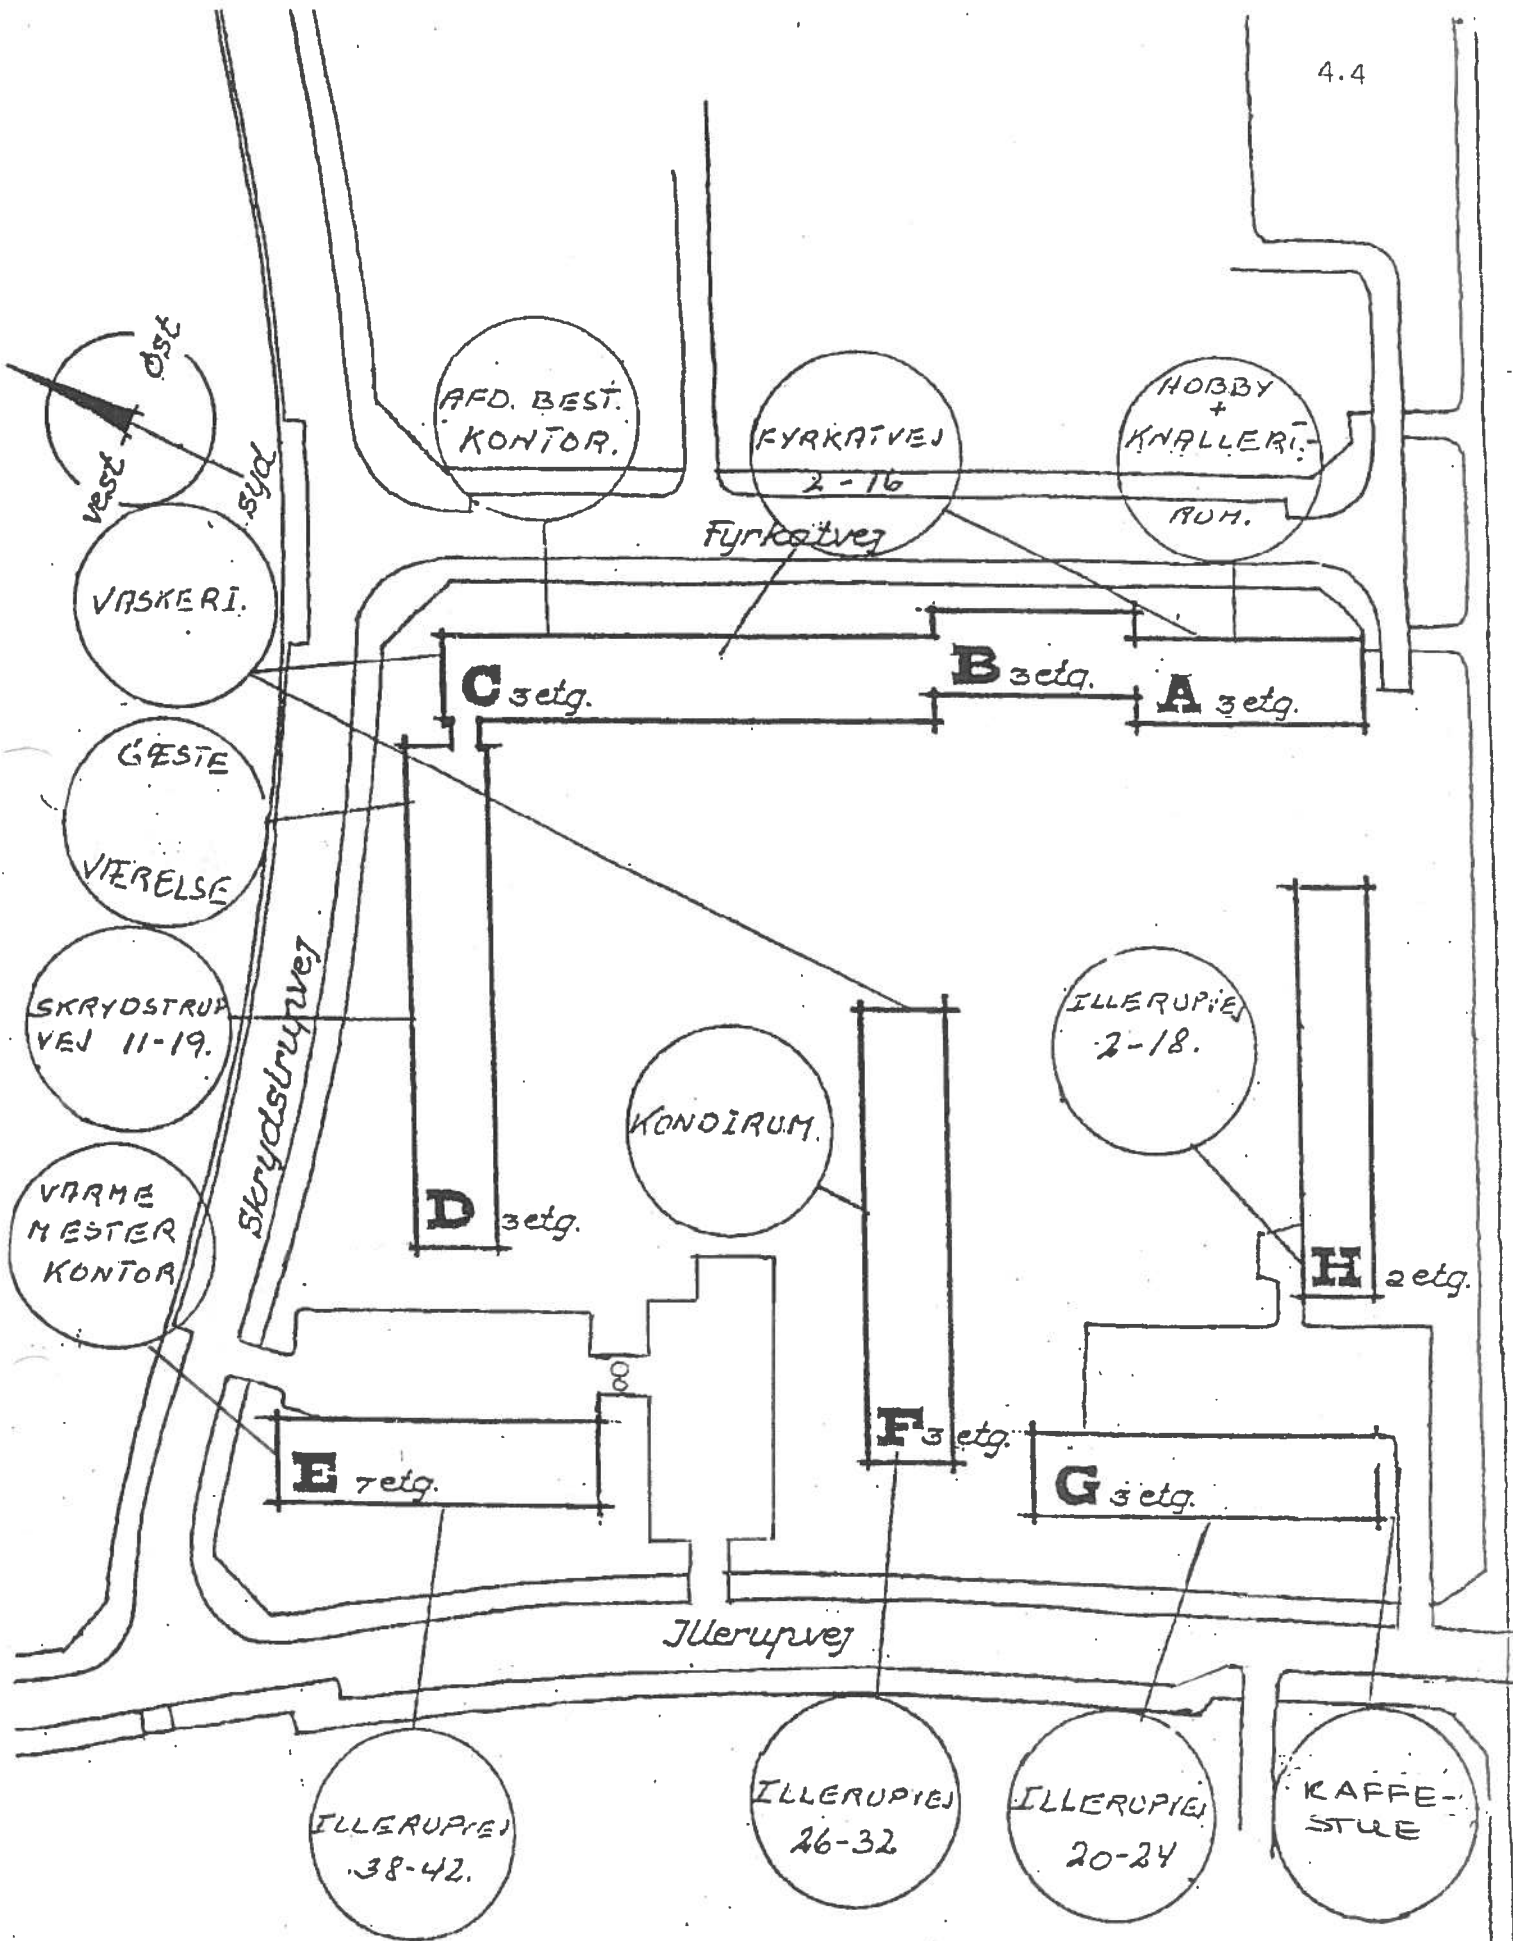 4.4
Øst
vest
syd
AFD. BEST.
KONTOR.
FYRKATVEJ
2-16
HOBBY
+
KNALLERT-
RUM.
Fyrkatvej
VASKERI.
C 3 etg.
B 3 etg.
A 3 etg.
GÆSTE
VÆRELSE
SKRYDSTRUP
VEJ 11-19.
Skrydstrupvej
ILLERUPVEJ
2-18.
KONDIRUM.
VARME
MESTER
KONTOR
D 3 etg.
H 2 etg.
F 3 etg.
E 7 etg.
G 3 etg.
Illerupvej
ILLERUPVEJ
38-42.
ILLERUPVEJ
26-32
ILLERUPVEJ
20-24
KAFFE-
STUE